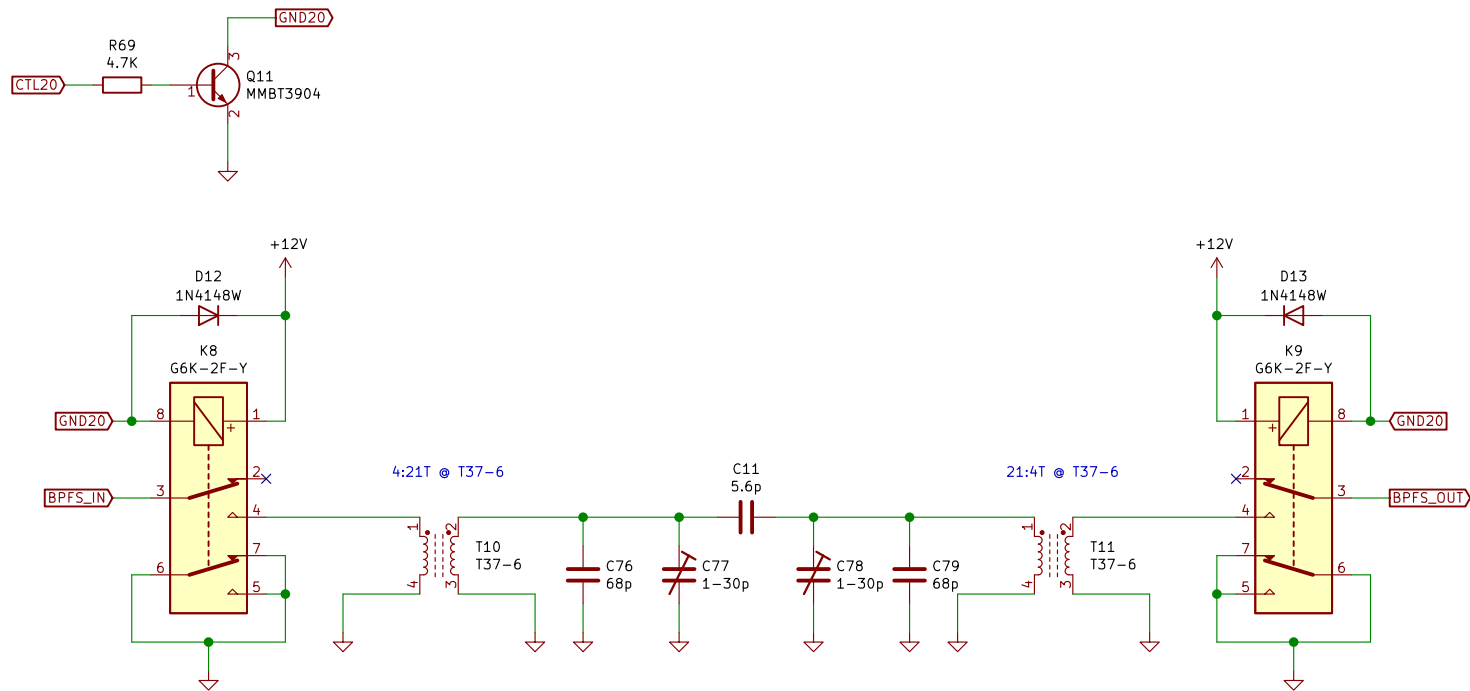 GND20
R69
4.7K
3
CTL20
1
Q11
MMBT3904
2
+12V
+12V
D12
1N4148W
D13
1N4148W
K8
G6K-2F-Y
K9
G6K-2F-Y
GND20
8
1
+
1
+
8
GND20
2
4:21T @ T37-6
C11
5.6p
21:4T @ T37-6
2
BPFS_IN
3
3
BPFS_OUT
4
1
2
1
2
4
7
T10
T37-6
T11
T37-6
7
6
C76
68p
C77
1-30p
C78
1-30p
C79
68p
6
5
4
3
4
3
5